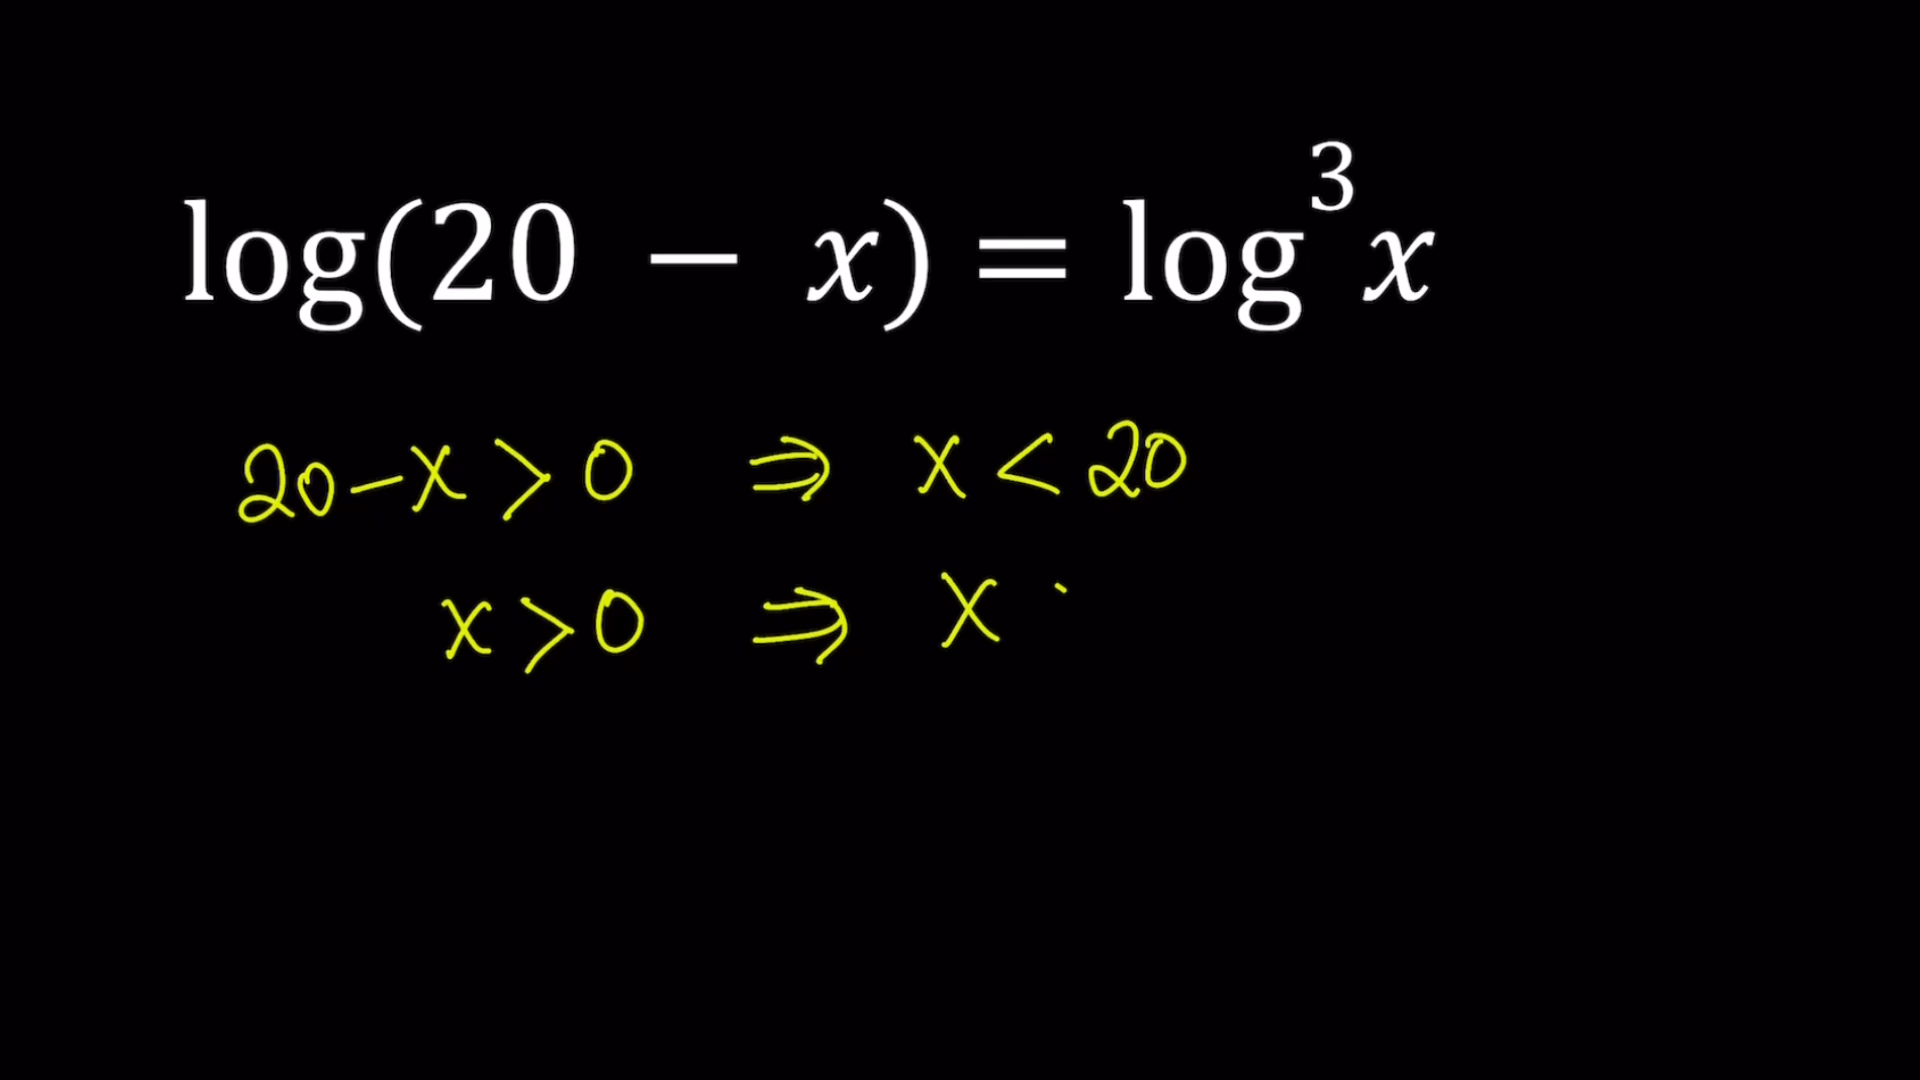 log(20 − x) = log³x
20-x > 0 ⇒ x < 20
x > 0 ⇒ x